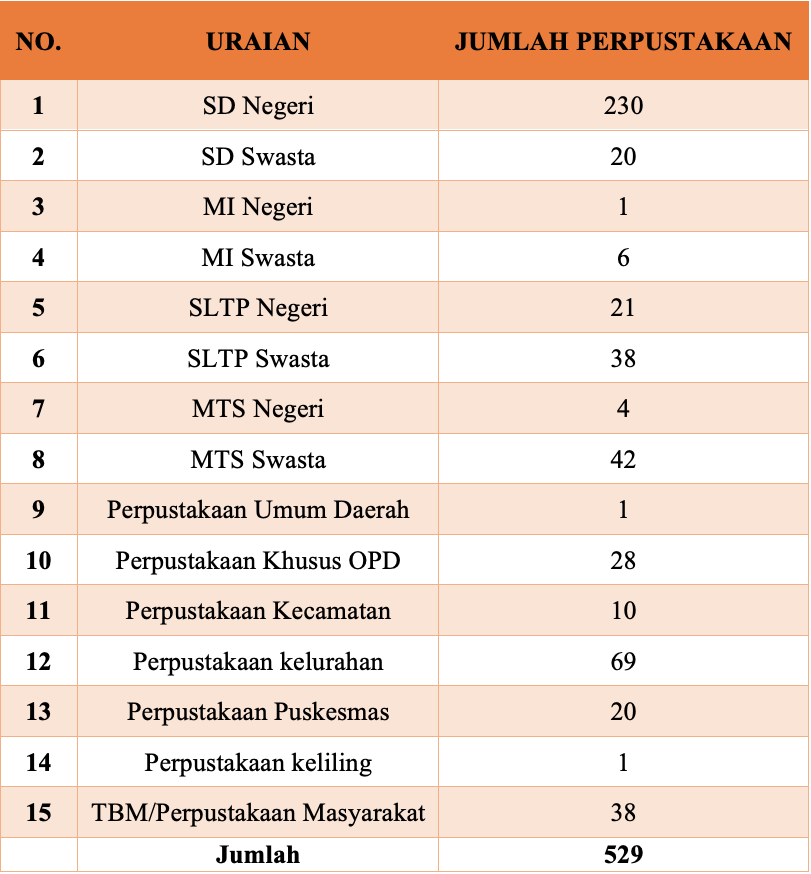 NO. URAIAN JUMLAH PERPUSTAKAAN
1 SD Negeri 230
2 SD Swasta 20
3 MI Negeri 1
4 MI Swasta 6
5 SLTP Negeri 21
6 SLTP Swasta 38
7 MTS Negeri 4
8 MTS Swasta 42
9 Perpustakaan Umum Daerah 1
10 Perpustakaan Khusus OPD 28
11 Perpustakaan Kecamatan 10
12 Perpustakaan kelurahan 69
13 Perpustakaan Puskesmas 20
14 Perpustakaan keliling 1
15 TBM/Perpustakaan Masyarakat 38
Jumlah 529